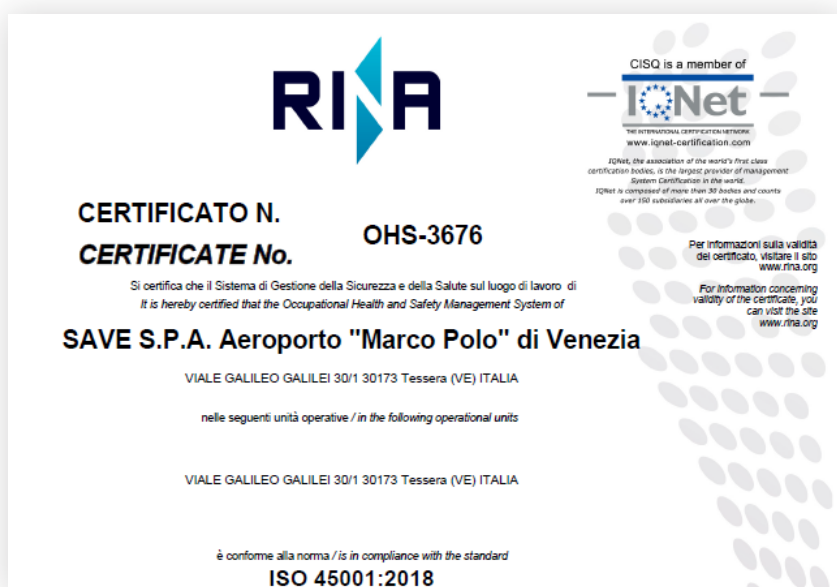 RINA
CISQ is a member of
IQNet
THE INTERNATIONAL CERTIFICATION NETWORK
www.iqnet-certification.com
IQNet, the association of the world's first class
certification bodies, is the largest provider of management
System Certification in the world.
IQNet is composed of more than 30 bodies and counts
over 150 subsidiaries all over the globe.
CERTIFICATO N.
CERTIFICATE No.
OHS-3676
Per informazioni sulla validità
del certificato, visitare il sito
www.rina.org
For information concerning
validity of the certificate, you
can visit the site
www.rina.org
Si certifica che il Sistema di Gestione della Sicurezza e della Salute sul luogo di lavoro di
It is hereby certified that the Occupational Health and Safety Management System of
SAVE S.P.A. Aeroporto "Marco Polo" di Venezia
VIALE GALILEO GALILEI 30/1 30173 Tessera (VE) ITALIA
nelle seguenti unità operative / in the following operational units
VIALE GALILEO GALILEI 30/1 30173 Tessera (VE) ITALIA
è conforme alla norma / is in compliance with the standard
ISO 45001:2018